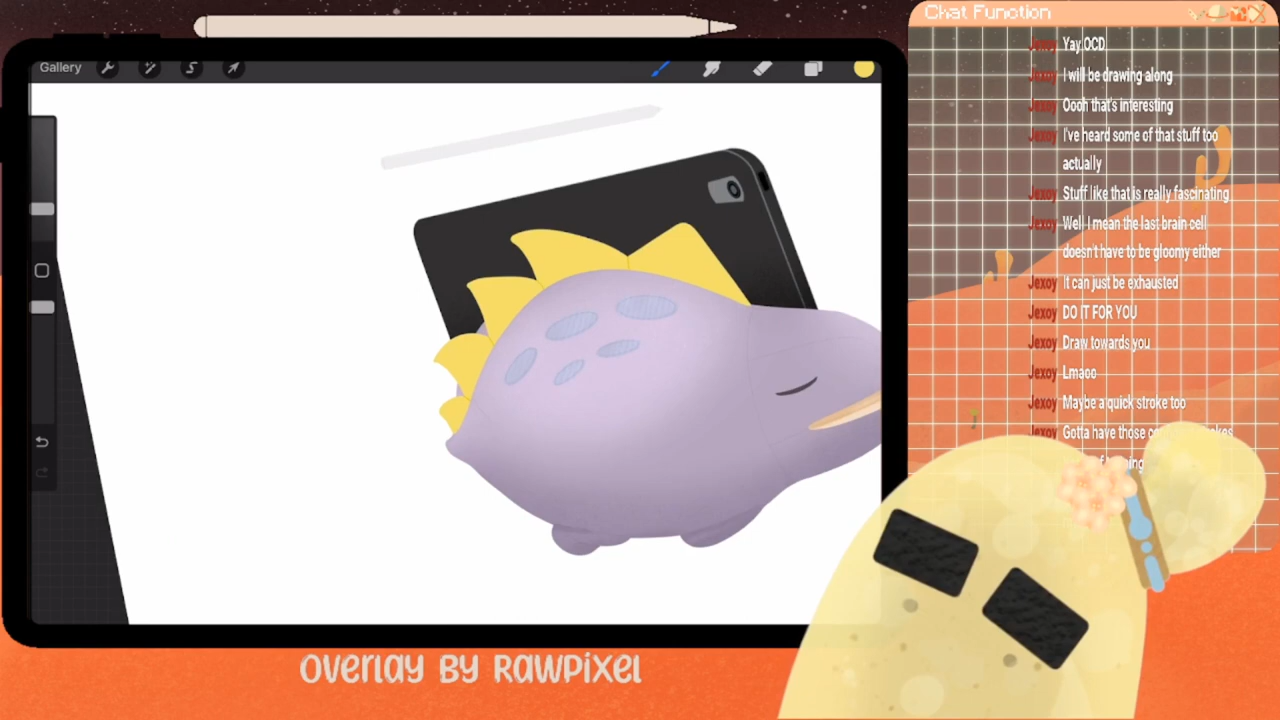 Chat Function
Gallery
Jexoy Yay OCD
Jexoy I will be drawing along
Jexoy Oooh that's interesting
Jexoy I've heard some of that stuff too
actually
Jexoy Stuff like that is really fascinating
Jexoy Well I mean the last brain cell
doesn't have to be gloomy either
Jexoy It can just be exhausted
Jexoy DO IT FOR YOU
Jexoy Draw towards you
Jexoy Lmaoo
Jexoy Maybe a quick stroke too
Jexoy Gotta have those
OVERLAY BY RAWPIXEL